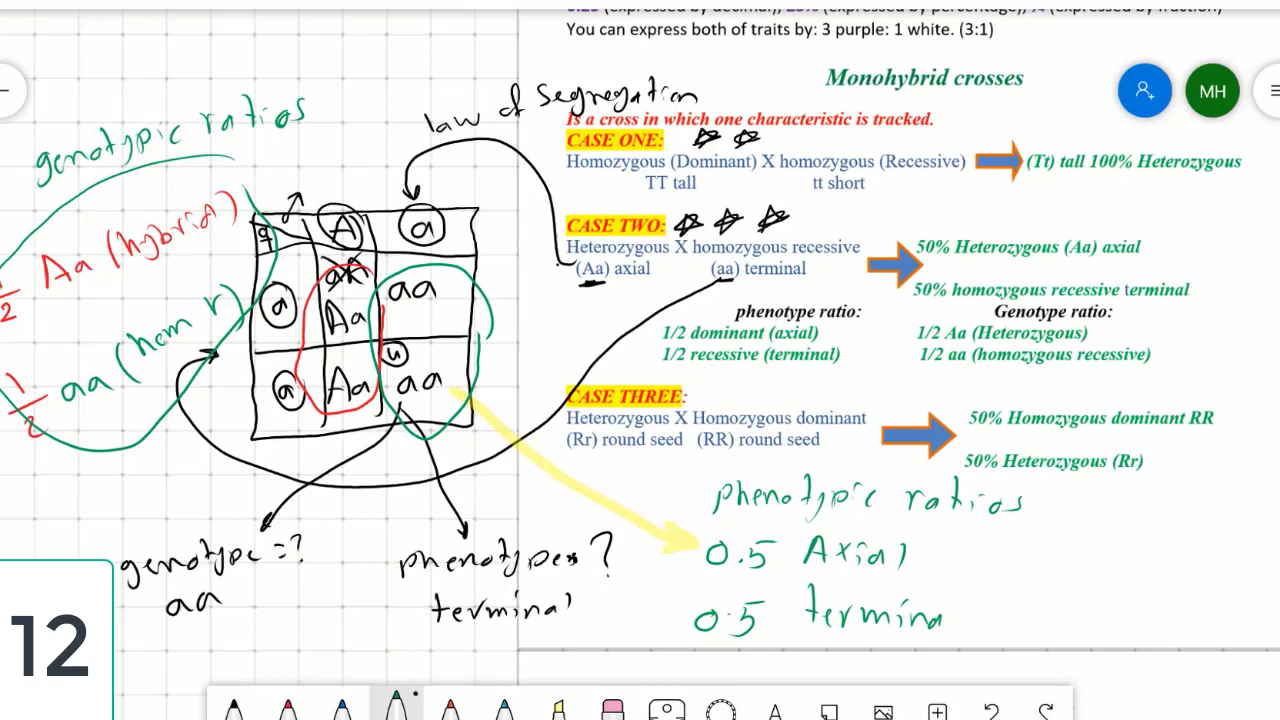 You can express both of traits by: 3 purple: 1 white. (3:1)
Monohybrid crosses
MH
law of segregation
Is a cross in which one characteristic is tracked.
CASE ONE:
Homozygous (Dominant) X homozygous (Recessive)
(Tt) tall 100% Heterozygous
TT tall tt short
CASE TWO:
Heterozygous X homozygous recessive
50% Heterozygous (Aa) axial
(Aa) axial (aa) terminal
50% homozygous recessive terminal
phenotype ratio: Genotype ratio:
1/2 dominant (axial) 1/2 Aa (Heterozygous)
1/2 recessive (terminal) 1/2 aa (homozygous recessive)
CASE THREE:
Heterozygous X Homozygous dominant
50% Homozygous dominant RR
(Rr) round seed (RR) round seed
50% Heterozygous (Rr)
genotypic ratios
1/2 Aa (hybrid)
1/2 aa (hom r)
♀ ♂ A a
a Aa aa
a Aa aa
genotype = ?
aa
phenotypes ?
terminal
phenotypic ratios
0.5 Axial
0.5 termina
12
A